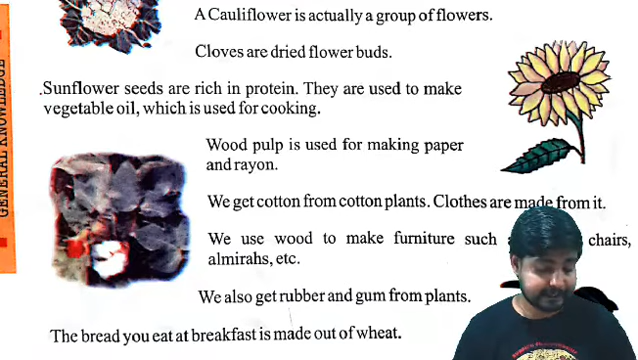 A Cauliflower is actually a group of flowers.
Cloves are dried flower buds.
.Sunflower seeds are rich in protein. They are used to make
vegetable oil, which is used for cooking.
Wood pulp is used for making paper
and rayon.
We get cotton from cotton plants. Clothes are made from it.
We use wood to make furniture such chairs,
almirahs, etc.
We also get rubber and gum from plants.
The bread you eat at breakfast is made out of wheat.
GENERAL KNOWLEDGE